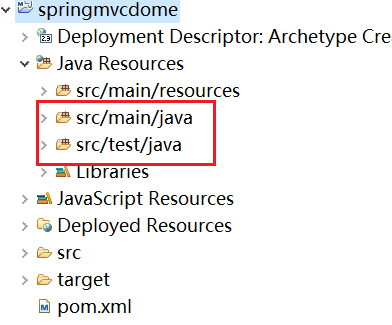 springmvcdome
Deployment Descriptor: Archetype Cre
Java Resources
src/main/resources
src/main/java
src/test/java
Libraries
JavaScript Resources
Deployed Resources
src
target
pom.xml